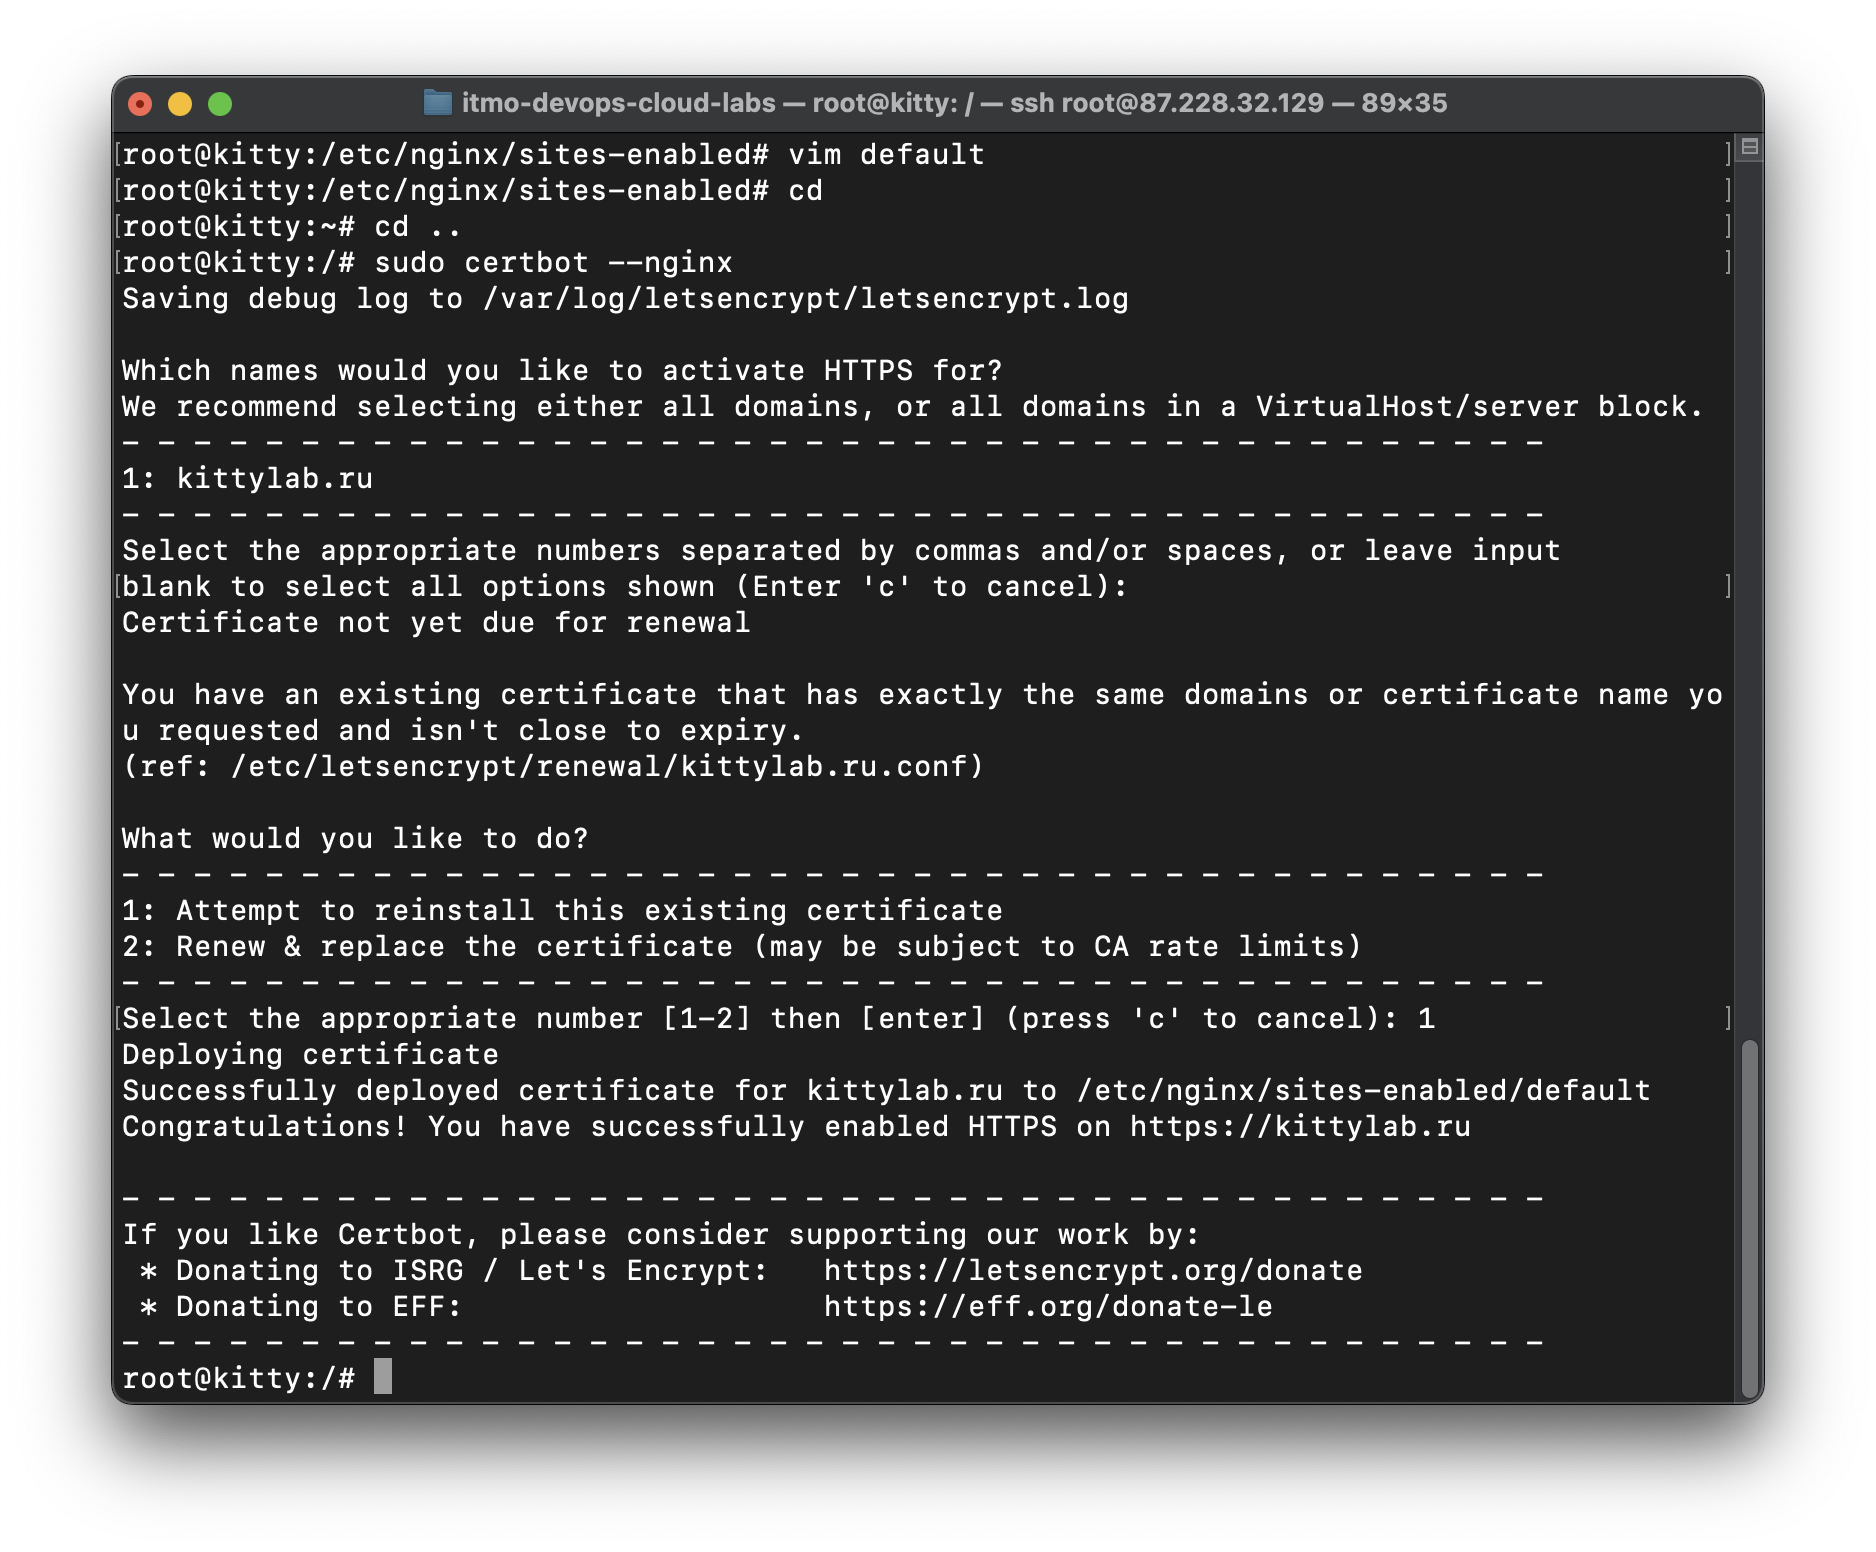 itmo-devops-cloud-labs — root@kitty: / — ssh root@87.228.32.129 — 89×35
[root@kitty:/etc/nginx/sites-enabled# vim default ]
[root@kitty:/etc/nginx/sites-enabled# cd ]
[root@kitty:~# cd .. ]
[root@kitty:/# sudo certbot --nginx ]
Saving debug log to /var/log/letsencrypt/letsencrypt.log
Which names would you like to activate HTTPS for?
We recommend selecting either all domains, or all domains in a VirtualHost/server block.
- - - - - - - - - - - - - - - - - - - - - - - - - - - - - - - - - - - - - - - -
1: kittylab.ru
- - - - - - - - - - - - - - - - - - - - - - - - - - - - - - - - - - - - - - - -
Select the appropriate numbers separated by commas and/or spaces, or leave input
[blank to select all options shown (Enter 'c' to cancel): ]
Certificate not yet due for renewal
You have an existing certificate that has exactly the same domains or certificate name yo
u requested and isn't close to expiry.
(ref: /etc/letsencrypt/renewal/kittylab.ru.conf)
What would you like to do?
- - - - - - - - - - - - - - - - - - - - - - - - - - - - - - - - - - - - - - - -
1: Attempt to reinstall this existing certificate
2: Renew & replace the certificate (may be subject to CA rate limits)
- - - - - - - - - - - - - - - - - - - - - - - - - - - - - - - - - - - - - - - -
[Select the appropriate number [1-2] then [enter] (press 'c' to cancel): 1 ]
Deploying certificate
Successfully deployed certificate for kittylab.ru to /etc/nginx/sites-enabled/default
Congratulations! You have successfully enabled HTTPS on https://kittylab.ru
- - - - - - - - - - - - - - - - - - - - - - - - - - - - - - - - - - - - - - - -
If you like Certbot, please consider supporting our work by:
 * Donating to ISRG / Let's Encrypt:   https://letsencrypt.org/donate
 * Donating to EFF:                    https://eff.org/donate-le
- - - - - - - - - - - - - - - - - - - - - - - - - - - - - - - - - - - - - - - -
root@kitty:/#